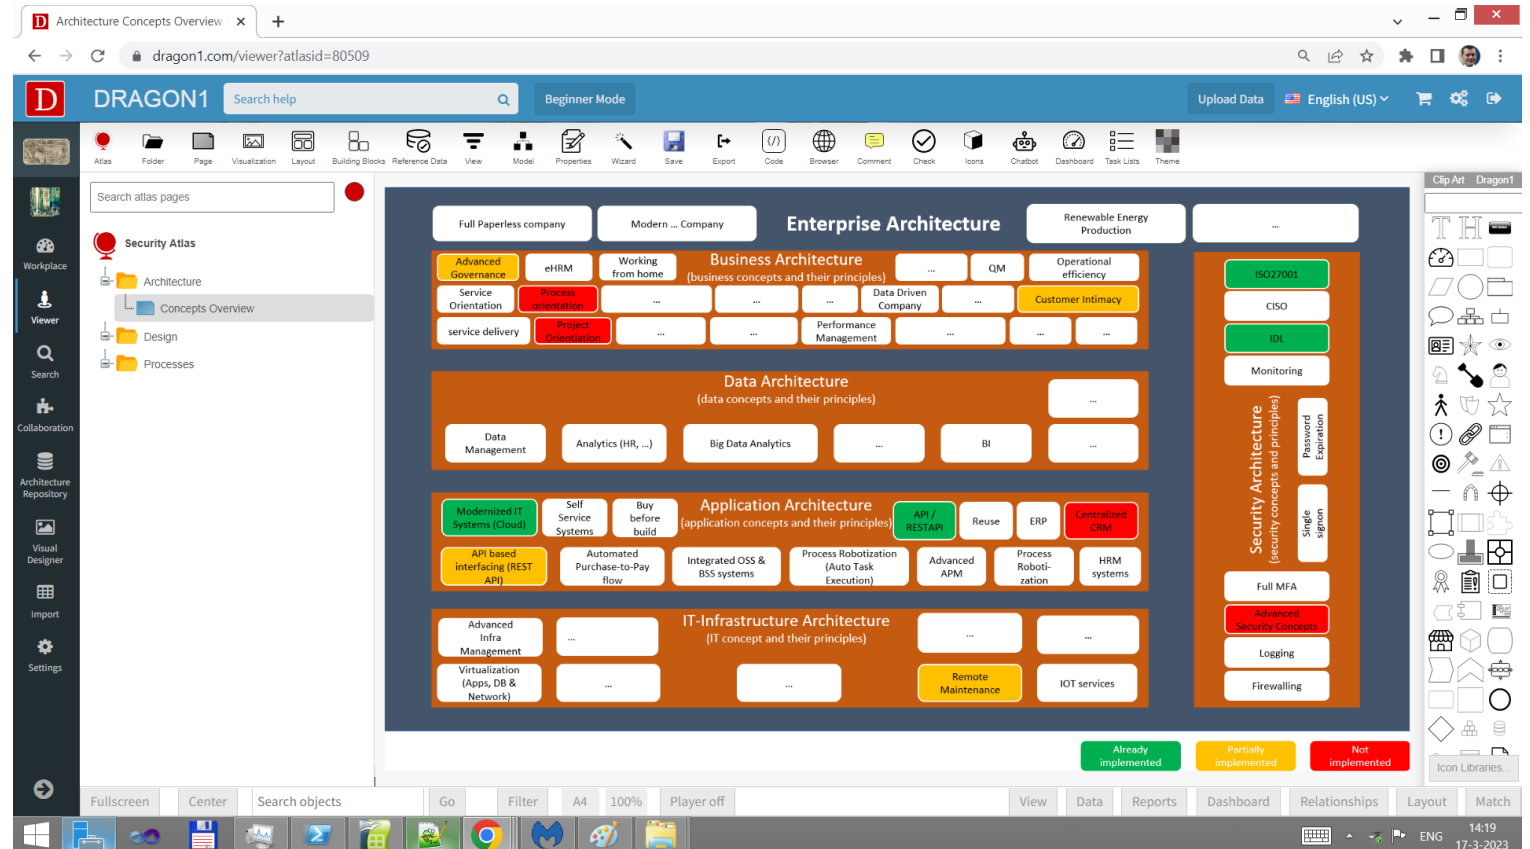 Architecture Concepts Overview
dragon1.com/viewer?atlasid=80509
D
DRAGON1
Search help
Beginner Mode
Upload Data
English (US)
Atlas
Folder
Page
Visualization
Layout
Building Blocks
Reference Data
View
Model
Properties
Wizard
Save
Export
Code
Browser
Comment
Check
Icons
Chatbot
Dashboard
Task Lists
Theme
Workplace
Viewer
Search
Collaboration
Architecture
Repository
Visual
Designer
Import
Settings
Search atlas pages
Security Atlas
Architecture
Concepts Overview
Design
Processes
Full Paperless company
Modern ... Company
Enterprise Architecture
Renewable Energy
Production
...
Advanced
Governance
eHRM
Working
from home
Business Architecture
(business concepts and their principles)
...
QM
Operational
efficiency
Service
Orientation
Process
orientation
...
...
...
Data Driven
Company
...
Customer Intimacy
service delivery
Project
Orientiation
...
...
Performance
Management
...
...
...
Data Architecture
(data concepts and their principles)
...
Data
Management
Analytics (HR, ...)
Big Data Analytics
...
BI
...
Modernized IT
Systems (Cloud)
Self
Service
Systems
Buy
before
build
Application Architecture
(application concepts and their principles)
API /
RESTAPI
Reuse
ERP
Centralized
CRM
API based
interfacing (REST
API)
Automated
Purchase-to-Pay
flow
Integrated OSS &
BSS systems
Process Robotization
(Auto Task
Execution)
Advanced
APM
Process
Roboti-
zation
HRM
systems
Advanced
Infra
Management
...
IT-Infrastructure Architecture
(IT concept and their principles)
...
...
Virtualization
(Apps, DB &
Network)
...
...
Remote
Maintenance
IOT services
ISO27001
CISO
IDL
Monitoring
Security Architecture
(security concepts and principles)
Password
Expiration
Single
signon
Full MFA
Advanced
Security Concepts
Logging
Firewalling
Already
implemented
Partially
implemented
Not
implemented
Clip Art
Dragon1
Icon Libraries...
Fullscreen
Center
Search objects
Go
Filter
A4
100%
Player off
View
Data
Reports
Dashboard
Relationships
Layout
Match
ENG
14:19
17-3-2023